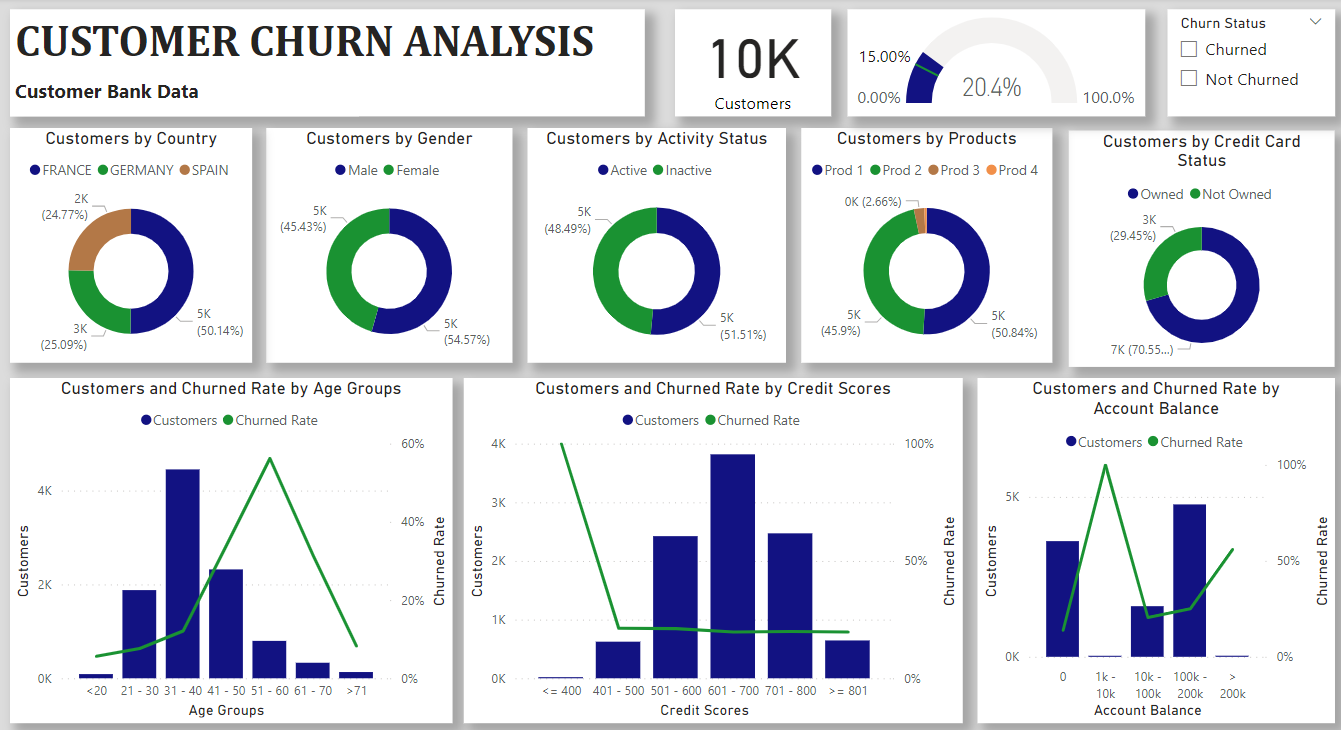 CUSTOMER CHURN ANALYSIS
Customer Bank Data
10K
Customers
15.00%
0.00%
20.4%
100.0%
Churn Status
Churned
Not Churned
Customers by Country
FRANCE GERMANY SPAIN
2K
(24.77%)
3K
(25.09%)
5K
(50.14%)
Customers by Gender
Male Female
5K
(45.43%)
5K
(54.57%)
Customers by Activity Status
Active Inactive
5K
(48.49%)
5K
(51.51%)
Customers by Products
Prod 1 Prod 2 Prod 3 Prod 4
0K (2.66%)
5K
(45.9%)
5K
(50.84%)
Customers by Credit Card
Status
Owned Not Owned
3K
(29.45%)
7K (70.55...)
Customers and Churned Rate by Age Groups
Customers Churned Rate
60%
4K
40%
2K
20%
0K
0%
Customers
Churned Rate
<20 21 - 30 31 - 40 41 - 50 51 - 60 61 - 70 >71
Age Groups
Customers and Churned Rate by Credit Scores
Customers Churned Rate
4K
100%
3K
2K
50%
1K
0K
0%
Customers
Churned Rate
<= 400 401 - 500 501 - 600 601 - 700 701 - 800 >= 801
Credit Scores
Customers and Churned Rate by
Account Balance
Customers Churned Rate
100%
5K
50%
0K
0%
Customers
Churned Rate
0 1k - 10k - 100k - >
10k 100k 200k 200k
Account Balance